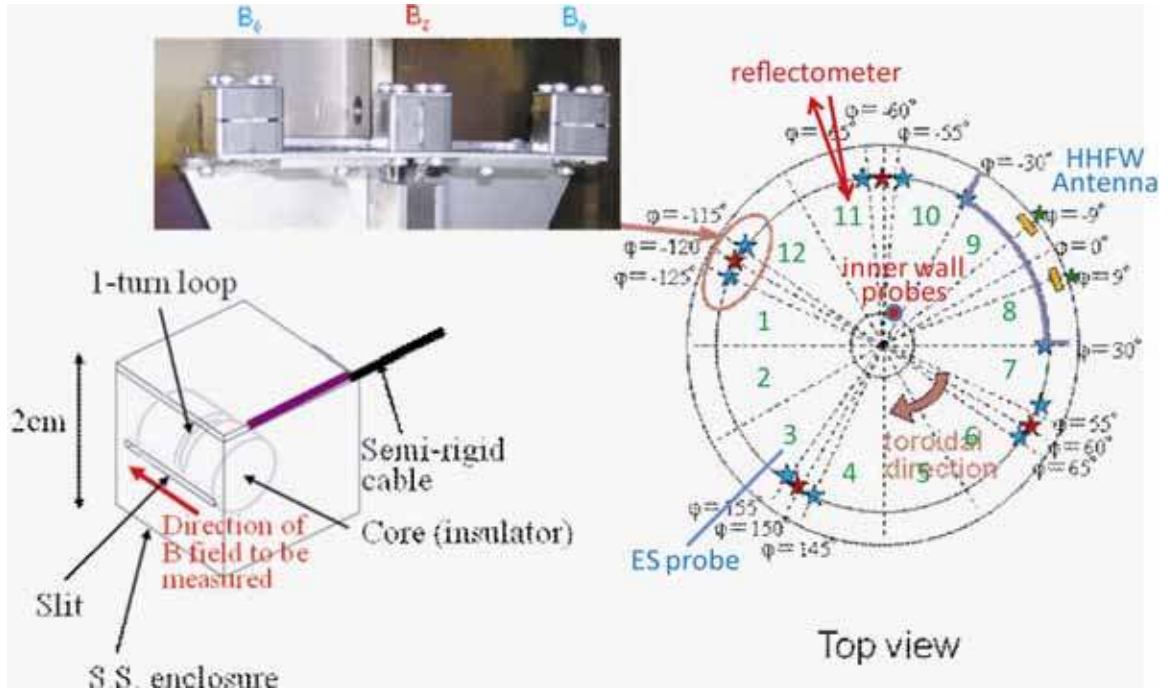 Bφ
Bz
Bφ
reflectometer
φ=-65°
φ=-60°
φ=-55°
φ=-30°
HHFW
Antenna
φ=-9°
φ=0°
φ=9°
φ=30°
φ=-115°
φ=-120
φ=-125°
12
11
10
9
8
7
6
5
4
3
2
1
inner wall
probes
toroidal
direction
φ=55°
φ=60°
φ=65°
φ=155
φ=150
φ=145°
ES probe
Top view
1-turn loop
2cm
Semi-rigid
cable
Core (insulator)
Direction of
B field to be
measured
Slit
S.S. enclosure